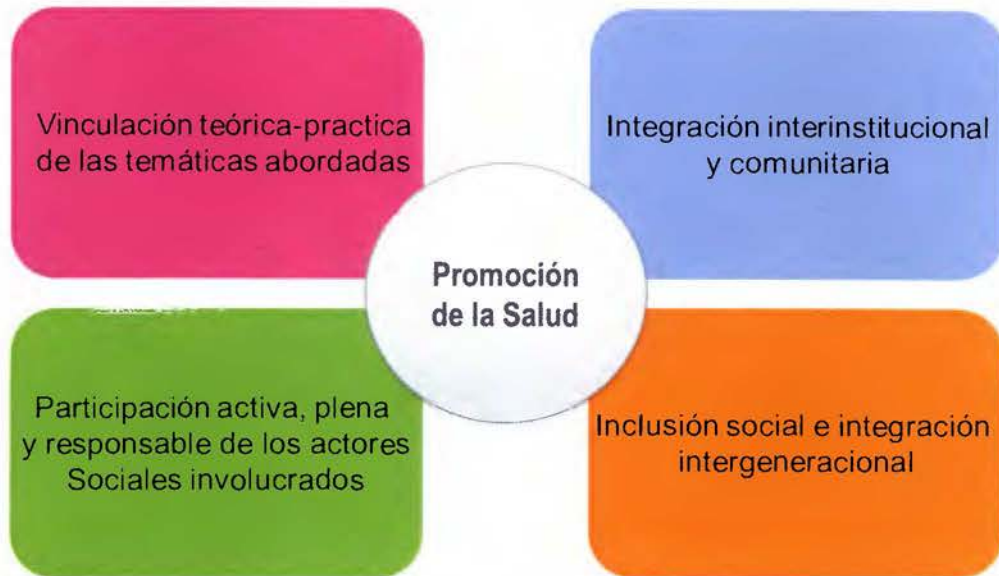 Vinculación teórica-practica
de las temáticas abordadas
Integración interinstitucional
y comunitaria
Promoción
de la Salud
Participación activa, plena
y responsable de los actores
Sociales involucrados
Inclusión social e integración
intergeneracional